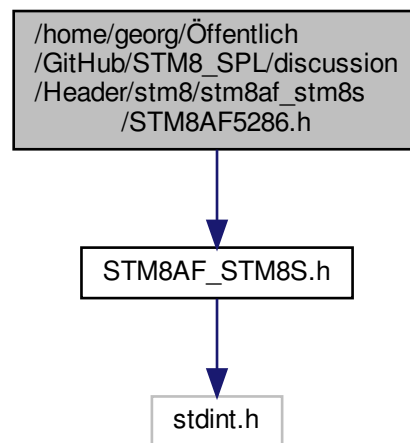 /home/georg/Öffentlich
/GitHub/STM8_SPL/discussion
/Header/stm8/stm8af_stm8s
/STM8AF5286.h
STM8AF_STM8S.h
stdint.h